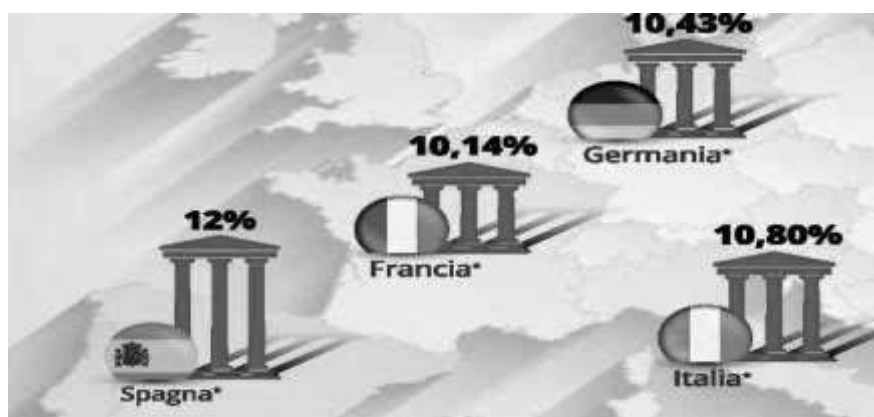 10,43%
Germania*
10,14%
Francia*
12%
10,80%
Spagna*
Italia*